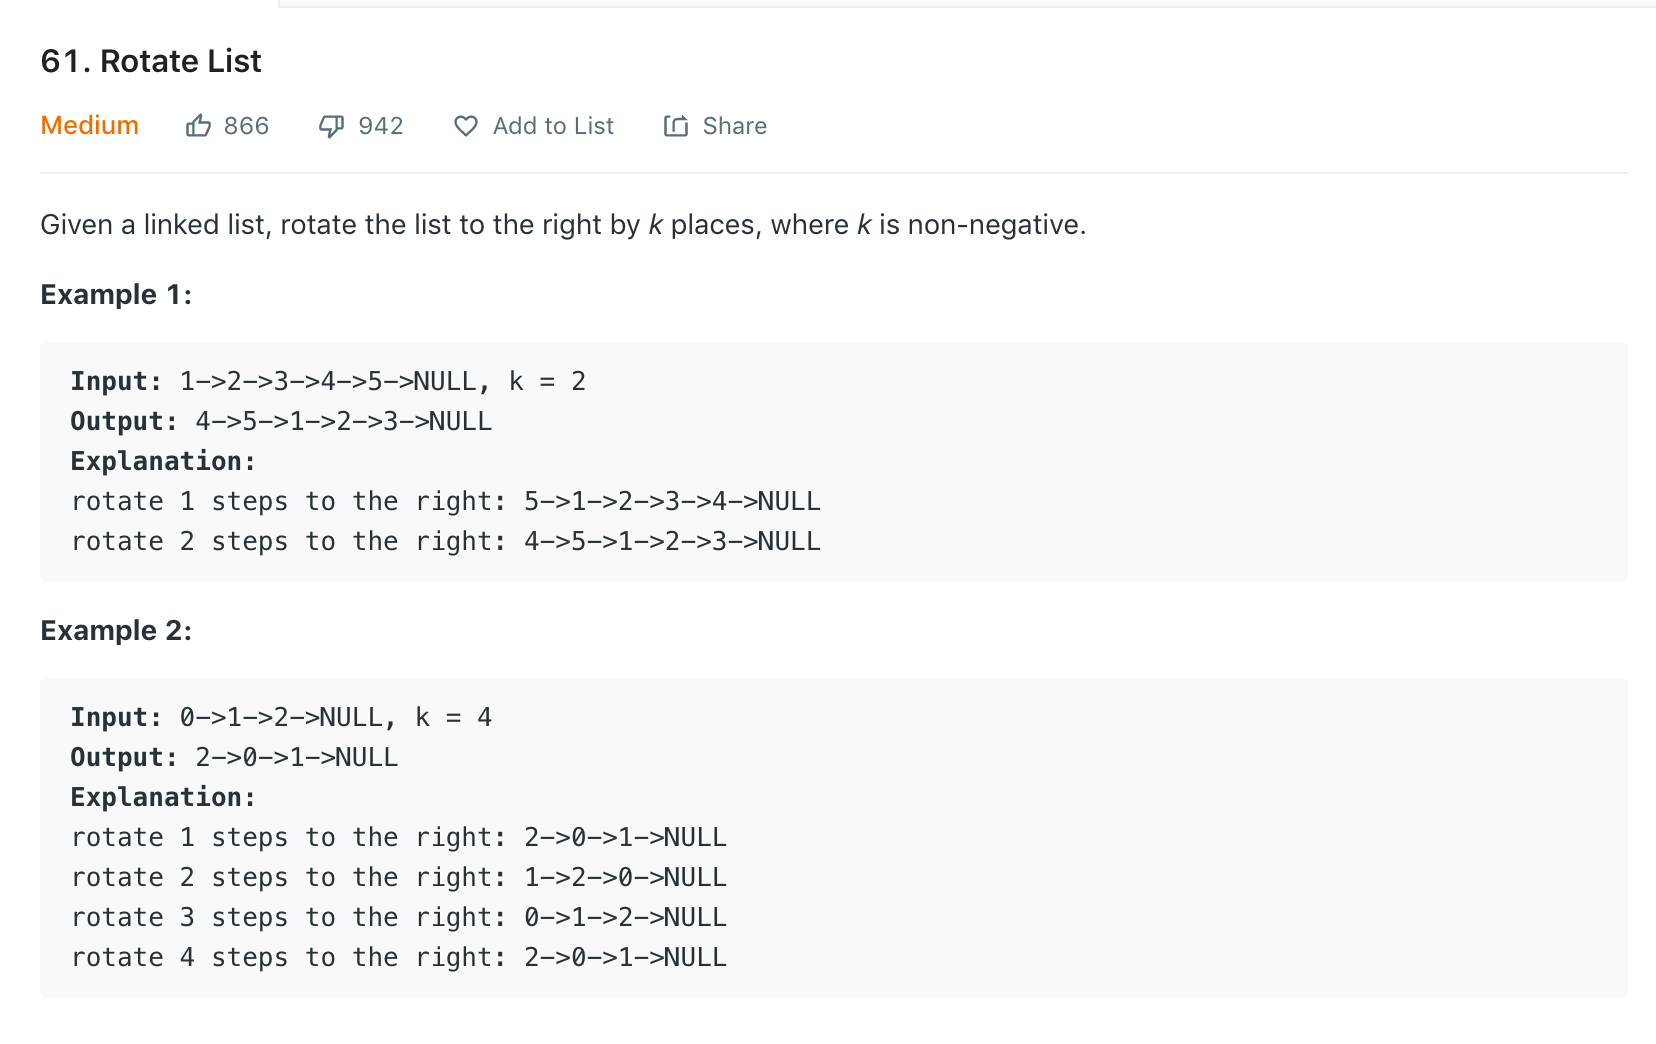 61. Rotate List
Medium 866 942 Add to List Share
Given a linked list, rotate the list to the right by k places, where k is non-negative.
Example 1:
Input: 1->2->3->4->5->NULL, k = 2
Output: 4->5->1->2->3->NULL
Explanation:
rotate 1 steps to the right: 5->1->2->3->4->NULL
rotate 2 steps to the right: 4->5->1->2->3->NULL
Example 2:
Input: 0->1->2->NULL, k = 4
Output: 2->0->1->NULL
Explanation:
rotate 1 steps to the right: 2->0->1->NULL
rotate 2 steps to the right: 1->2->0->NULL
rotate 3 steps to the right: 0->1->2->NULL
rotate 4 steps to the right: 2->0->1->NULL